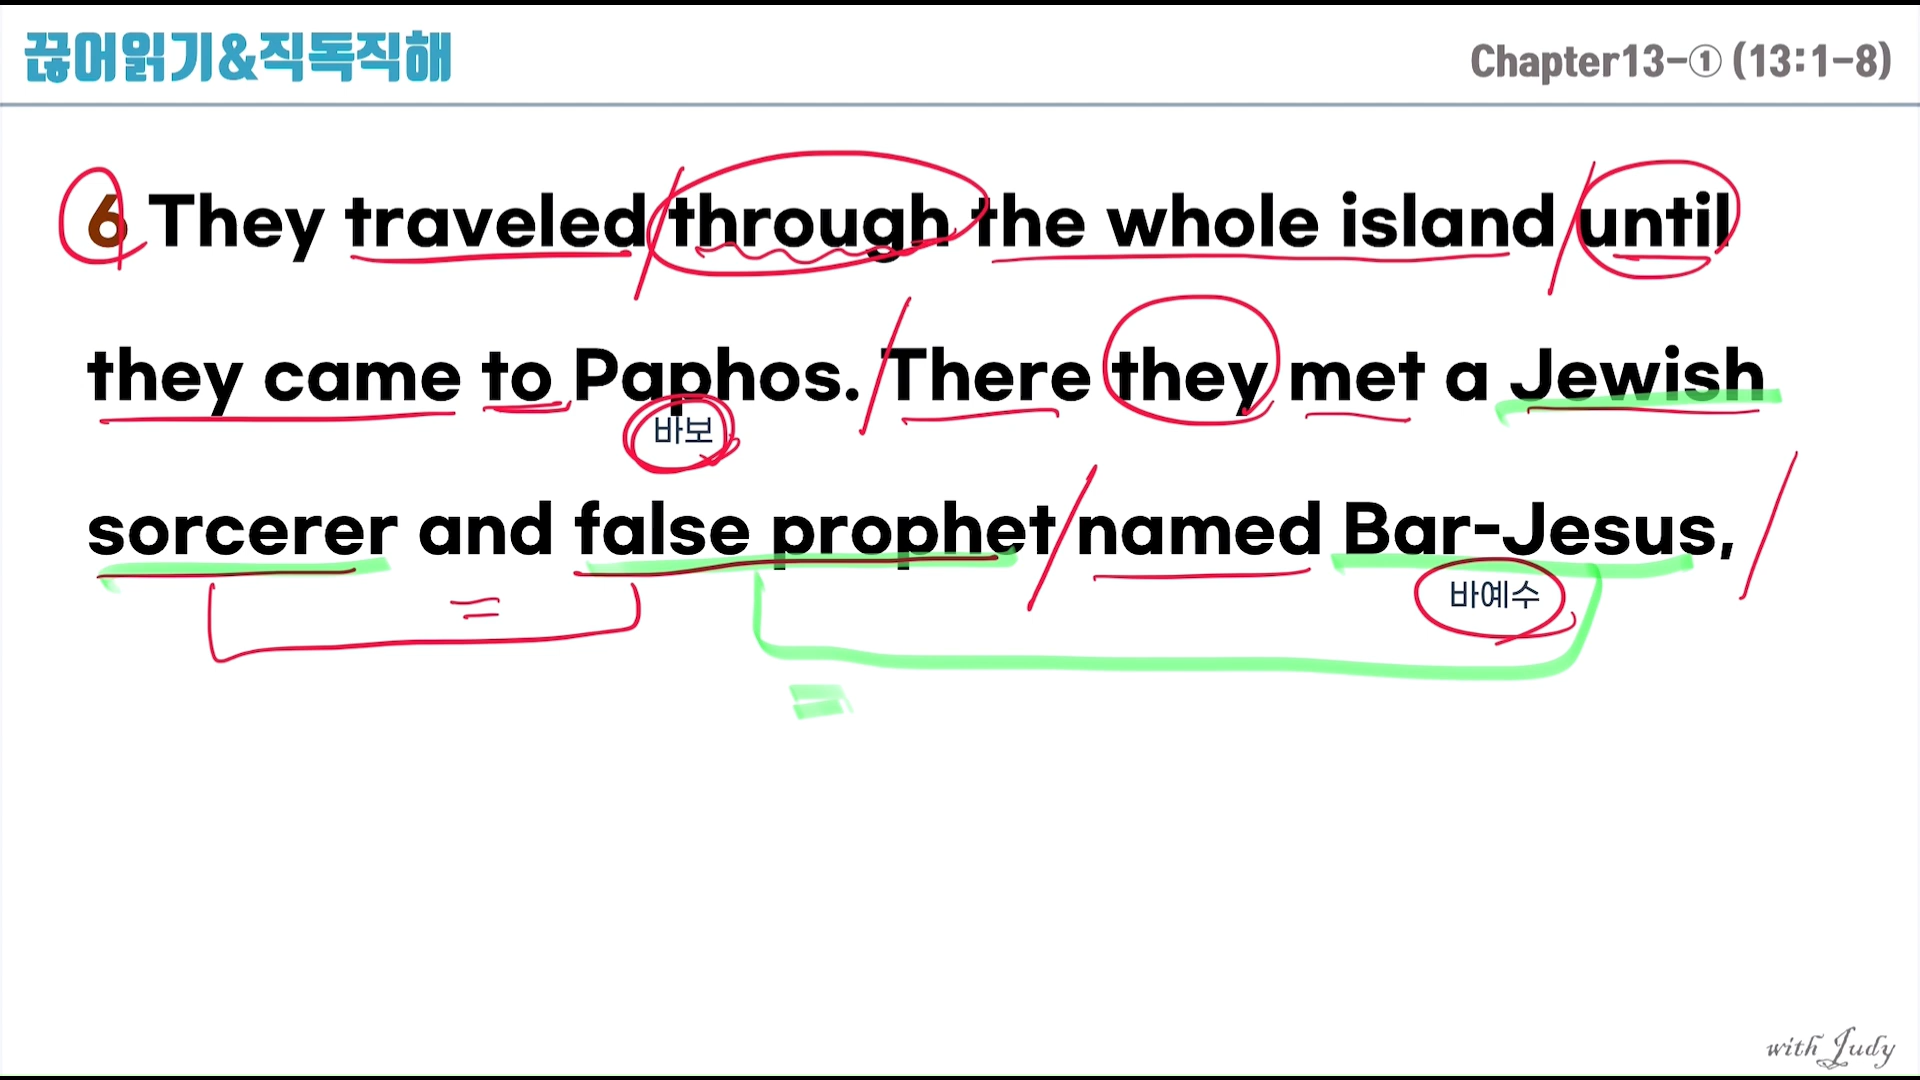 끊어읽기&직독직해
Chapter13-① (13:1-8)
6 They traveled through the whole island until
they came to Paphos. There they met a Jewish
바보
sorcerer and false prophet named Bar-Jesus,
바예수
=
=
with Judy